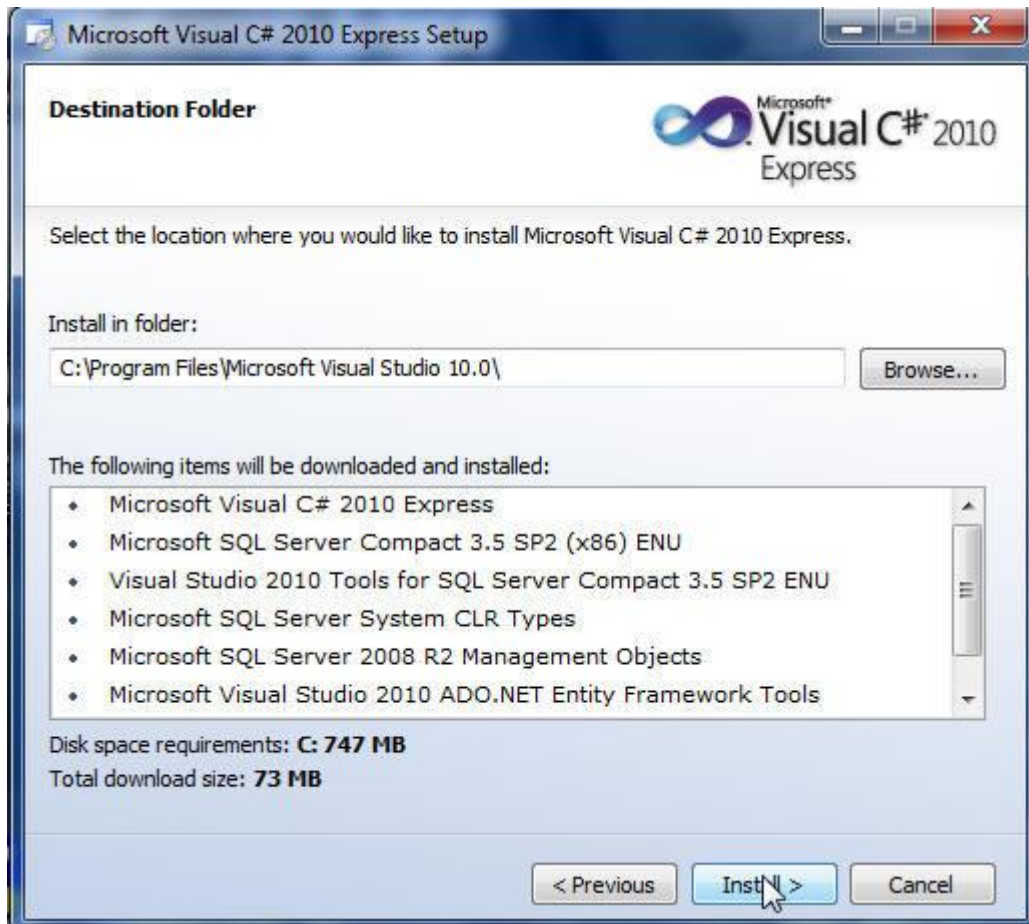 Microsoft Visual C# 2010 Express Setup
Destination Folder
Microsoft®
Visual C#® 2010
Express
Select the location where you would like to install Microsoft Visual C# 2010 Express.
Install in folder:
C:\Program Files\Microsoft Visual Studio 10.0\
Browse...
The following items will be downloaded and installed:
• Microsoft Visual C# 2010 Express
• Microsoft SQL Server Compact 3.5 SP2 (x86) ENU
• Visual Studio 2010 Tools for SQL Server Compact 3.5 SP2 ENU
• Microsoft SQL Server System CLR Types
• Microsoft SQL Server 2008 R2 Management Objects
• Microsoft Visual Studio 2010 ADO.NET Entity Framework Tools
Disk space requirements: C: 747 MB
Total download size: 73 MB
< Previous
Install >
Cancel